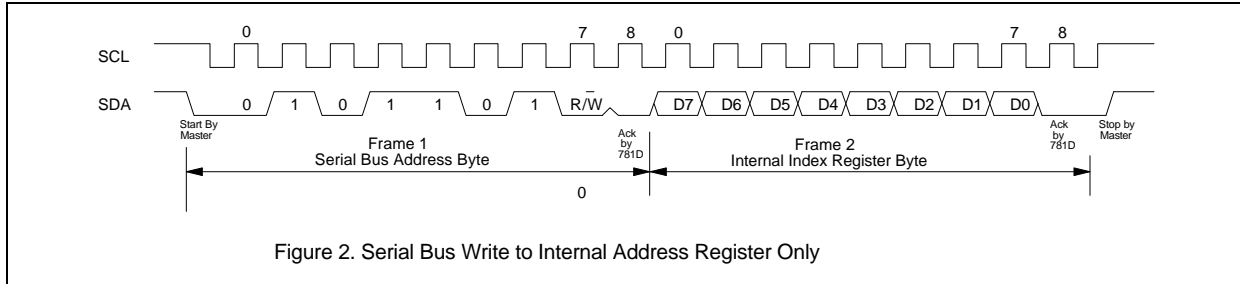 0 7 8 0 7 8
SCL
SDA 0 1 0 1 1 0 1 R/W D7 D6 D5 D4 D3 D2 D1 D0
Start By
Master
Ack
by
781D
Ack
by
781D
Stop by
Master
Frame 1
Serial Bus Address Byte
Frame 2
Internal Index Register Byte
0
Figure 2. Serial Bus Write to Internal Address Register Only